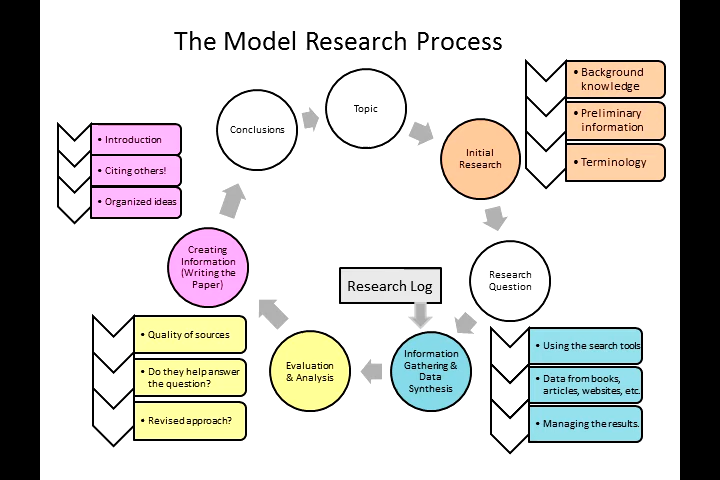 The Model Research Process
Topic
Initial
Research
• Background
knowledge
• Preliminary
information
• Terminology
Research
Question
Research Log
Information
Gathering &
Data
Synthesis
• Using the search tools
• Data from books,
articles, websites, etc.
• Managing the results.
Evaluation
& Analysis
• Quality of sources
• Do they help answer
the question?
• Revised approach?
Creating
Information
(Writing the
Paper)
• Introduction
• Citing others!
• Organized ideas
Conclusions